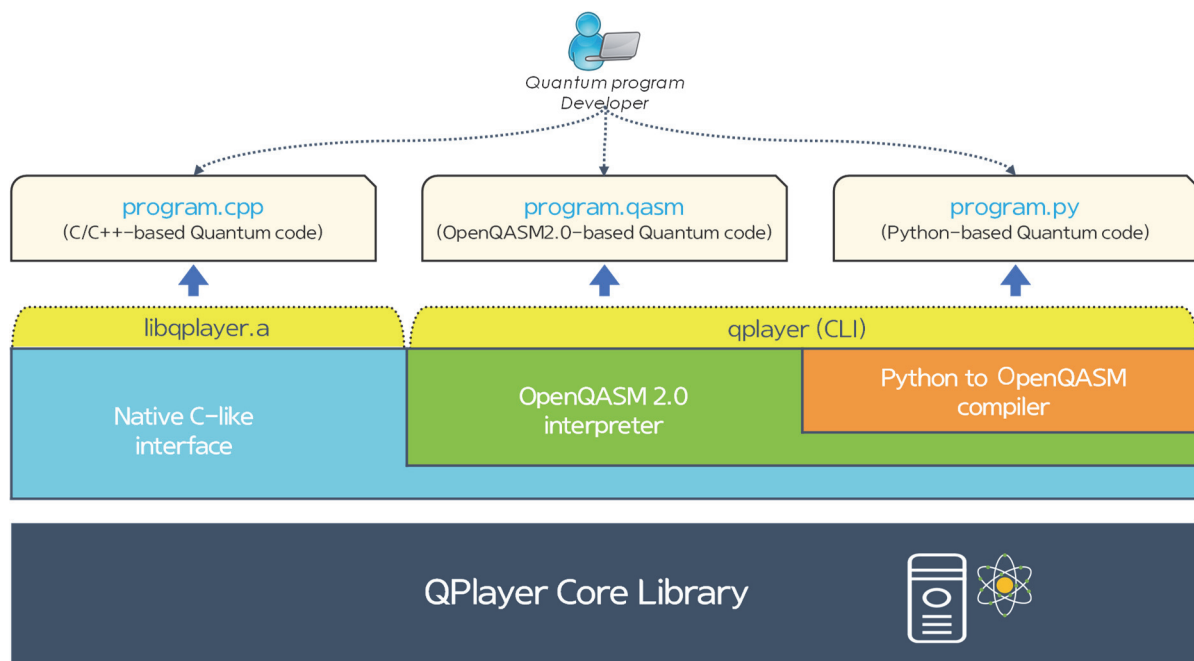 Quantum program
Developer
program.cpp
(C/C++-based Quantum code)
program.qasm
(OpenQASM2.0-based Quantum code)
program.py
(Python-based Quantum code)
libqplayer.a
qplayer (CLI)
Native C-like
interface
OpenQASM 2.0
interpreter
Python to OpenQASM
compiler
QPlayer Core Library